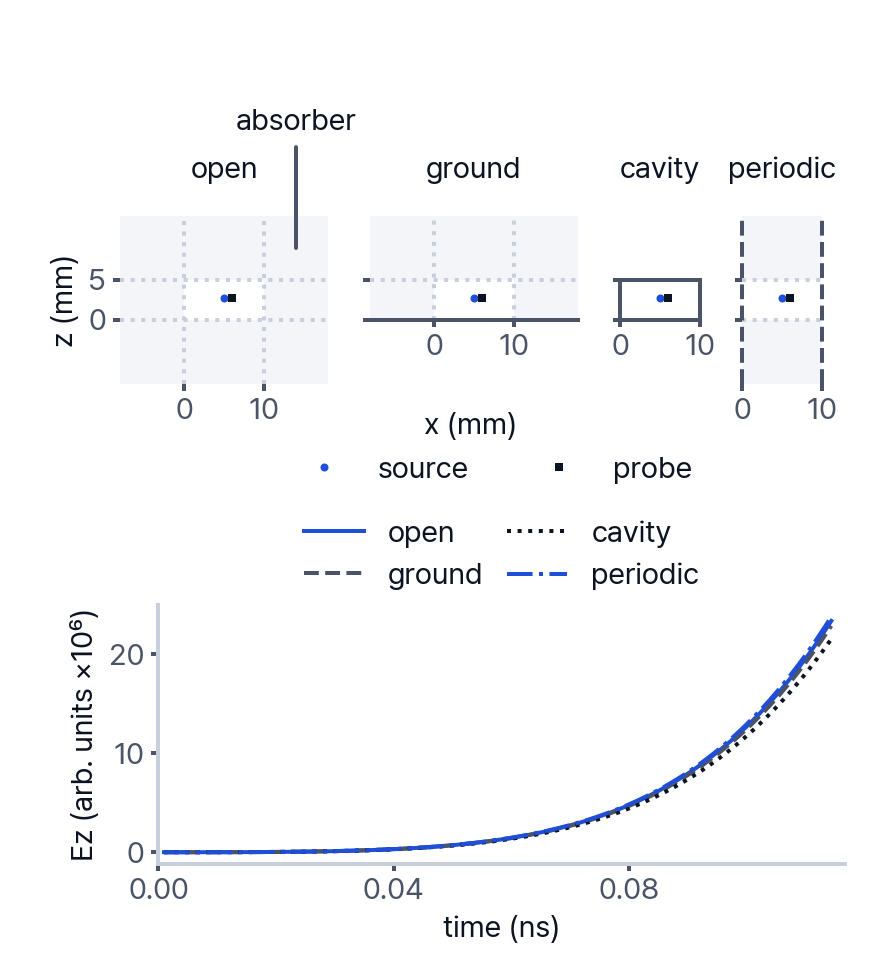 absorber
open ground cavity periodic
z (mm)
5
0
0 10 0 10 0 10 0 10
x (mm)
source probe
open cavity
ground periodic
Ez (arb. units ×10⁶)
20
10
0
0.00 0.04 0.08
time (ns)